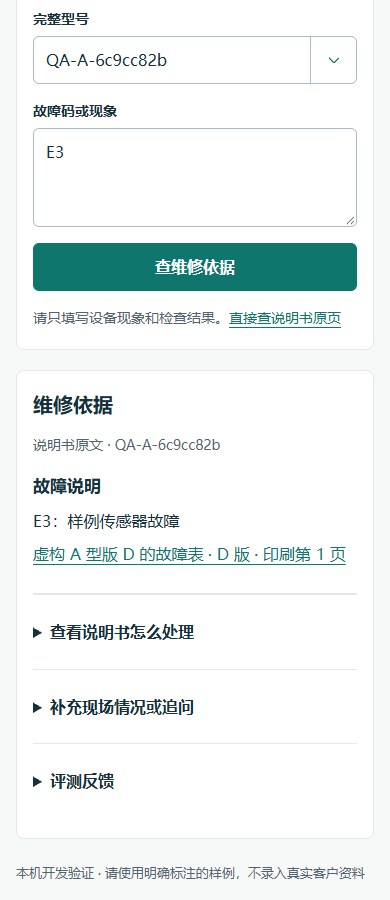 完整型号
QA-A-6c9cc82b
故障码或现象
E3
查维修依据
请只填写设备现象和检查结果。直接查说明书原页
维修依据
说明书原文 · QA-A-6c9cc82b
故障说明
E3：样例传感器故障
虚构 A 型版 D 的故障表 · D 版 · 印刷第 1 页
查看说明书怎么处理
补充现场情况或追问
评测反馈
本机开发验证 · 请使用明确标注的样例，不录入真实客户资料